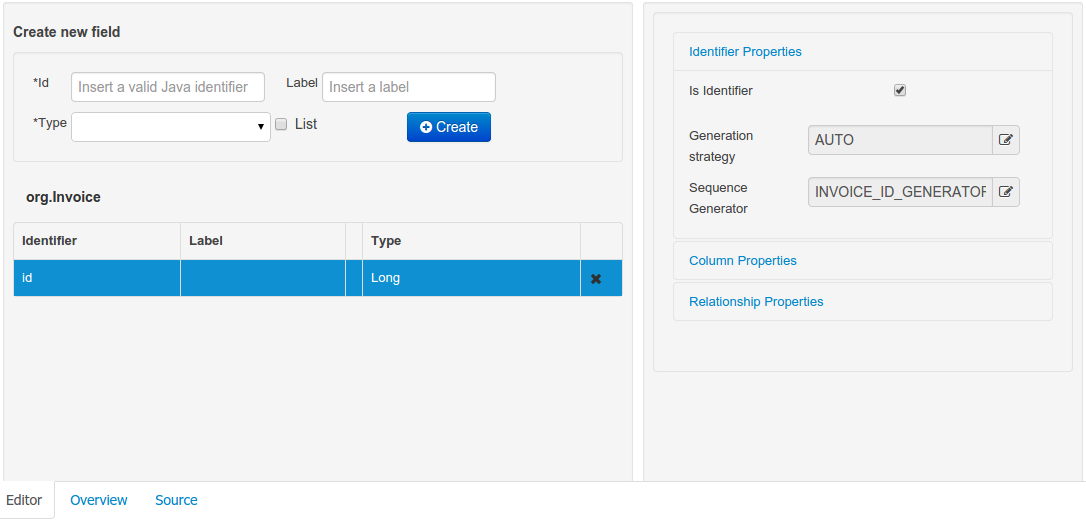 Create new field
*Id Insert a valid Java identifier Label Insert a label
*Type List Create
org.Invoice
Identifier Label Type
id Long
Identifier Properties
Is Identifier
Generation strategy AUTO
Sequence Generator INVOICE_ID_GENERATOR
Column Properties
Relationship Properties
Editor Overview Source